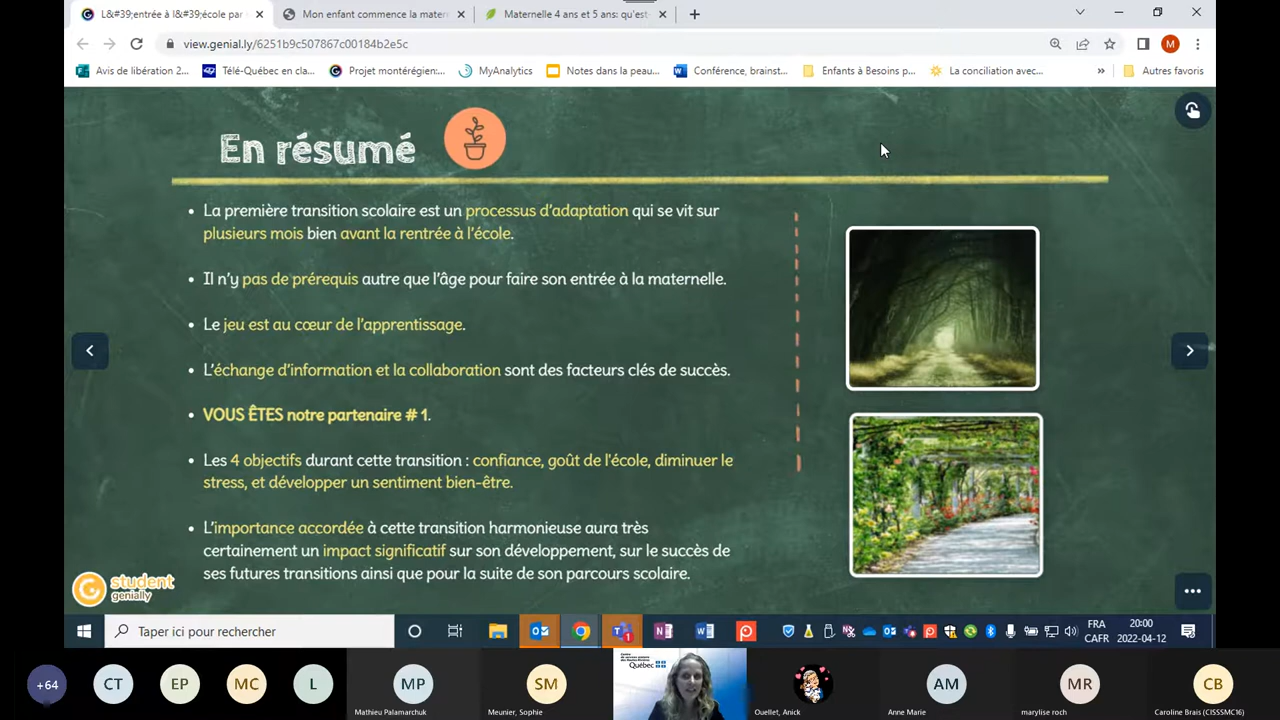 L&#39;entrée à l&#39;école par
Mon enfant commence la mater
Maternelle 4 ans et 5 ans: qu'est-
view.genial.ly/6251b9c507867c00184b2e5c
M
Avis de libération 2...
Télé-Québec en cla...
Projet montérégien:...
MyAnalytics
Notes dans la peau...
Conférence, brainst...
Enfants à Besoins p...
La conciliation avec...
»
Autres favoris
En résumé
• La première transition scolaire est un processus d'adaptation qui se vit sur
plusieurs mois bien avant la rentrée à l'école.
• Il n'y pas de prérequis autre que l'âge pour faire son entrée à la maternelle.
• Le jeu est au cœur de l'apprentissage.
• L'échange d'information et la collaboration sont des facteurs clés de succès.
• VOUS ÊTES notre partenaire # 1.
• Les 4 objectifs durant cette transition : confiance, goût de l'école, diminuer le
stress, et développer un sentiment bien-être.
• L'importance accordée à cette transition harmonieuse aura très
certainement un impact significatif sur son développement, sur le succès de
ses futures transitions ainsi que pour la suite de son parcours scolaire.
student
genially
Taper ici pour rechercher
FRA
CAFR
20:00
2022-04-12
+64
CT
EP
MC
L
MP
Mathieu Palamarchuk
SM
Meunier, Sophie
Québec
Ouellet, Anick
AM
Anne Marie
MR
marylise roch
CB
Caroline Brais (CISSSMC16)